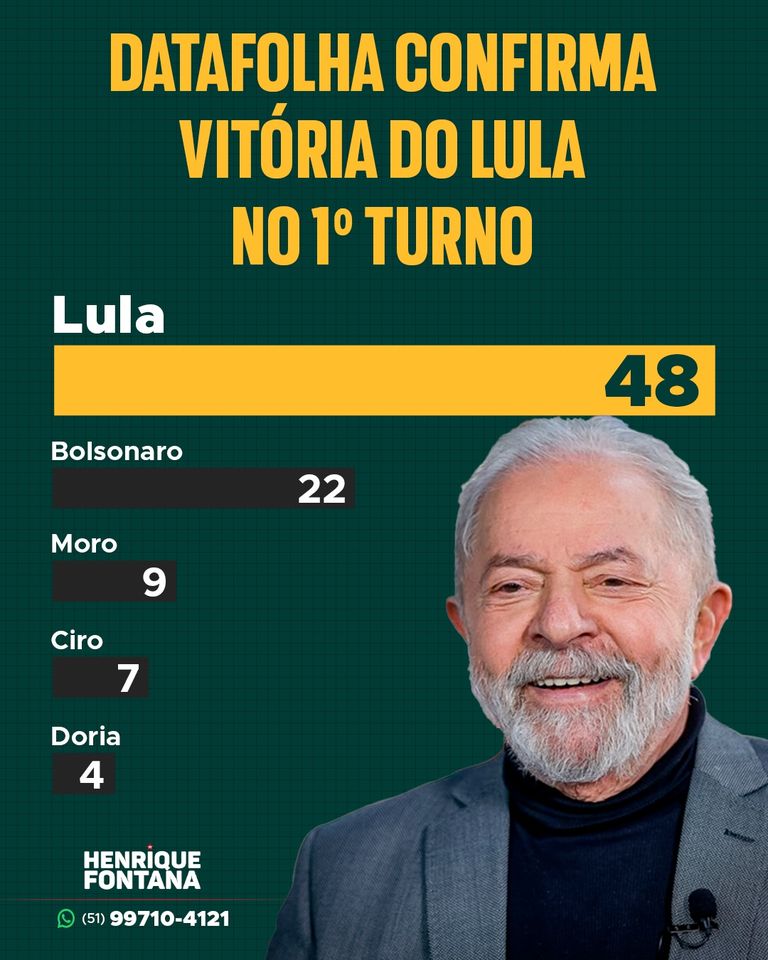 DATAFOLHA CONFIRMA
VITÓRIA DO LULA
NO 1º TURNO
Lula
48
Bolsonaro
22
Moro
9
Ciro
7
Doria
4
HENRIQUE
FONTANA
(51) 99710-4121